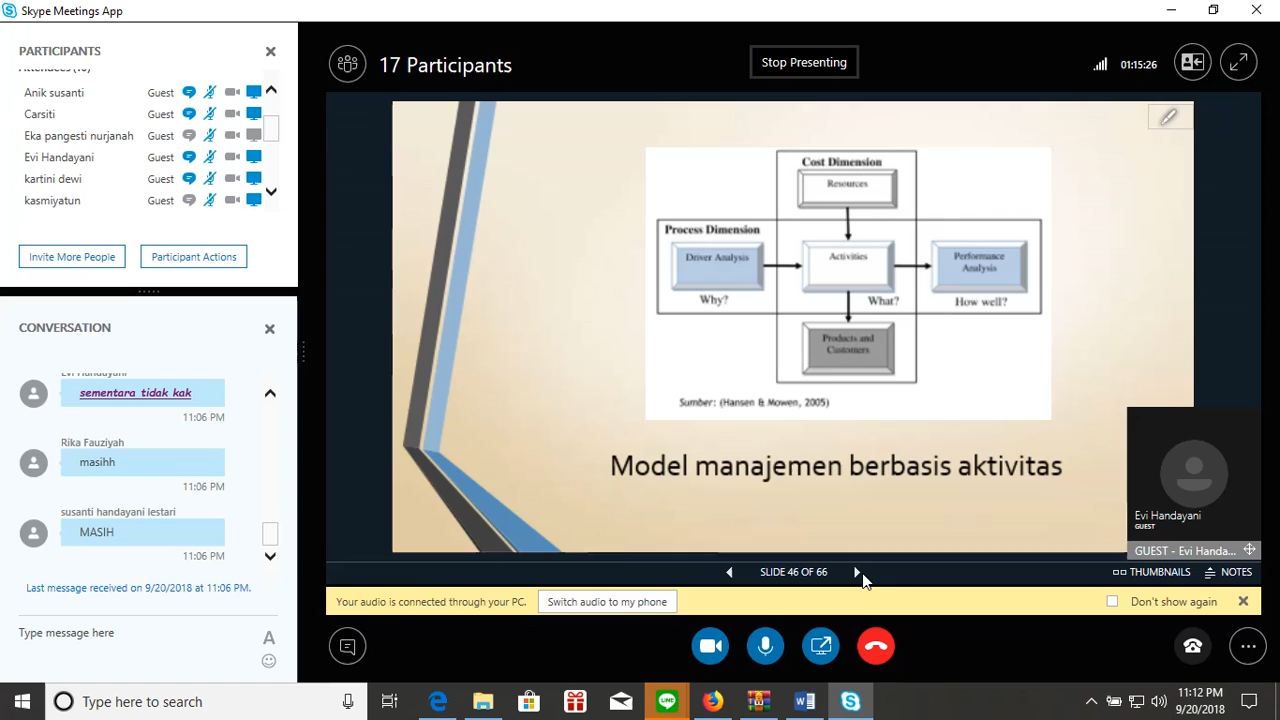 Skype Meetings App
PARTICIPANTS
Anik susanti Guest
Carsiti Guest
Eka pangesti nurjanah Guest
Evi Handayani Guest
kartini dewi Guest
kasmiyatun Guest
Invite More People
Participant Actions
CONVERSATION
Evi Handayani
sementara tidak kak
11:06 PM
Rika Fauziyah
masihh
11:06 PM
susanti handayani lestari
MASIH
11:06 PM
Last message received on 9/20/2018 at 11:06 PM.
Type message here
A
17 Participants
Stop Presenting
01:15:26
Cost Dimension
Resources
Process Dimension
Driver Analysis
Activities
Performance
Analysis
Why?
What?
How well?
Products and
Customers
Sumber: (Hansen & Mowen, 2005)
Model manajemen berbasis aktivitas
Evi Handayani
GUEST
GUEST - Evi Handa...
SLIDE 46 OF 66
THUMBNAILS
NOTES
Your audio is connected through your PC.
Switch audio to my phone
Don't show again
Type here to search
11:12 PM
9/20/2018